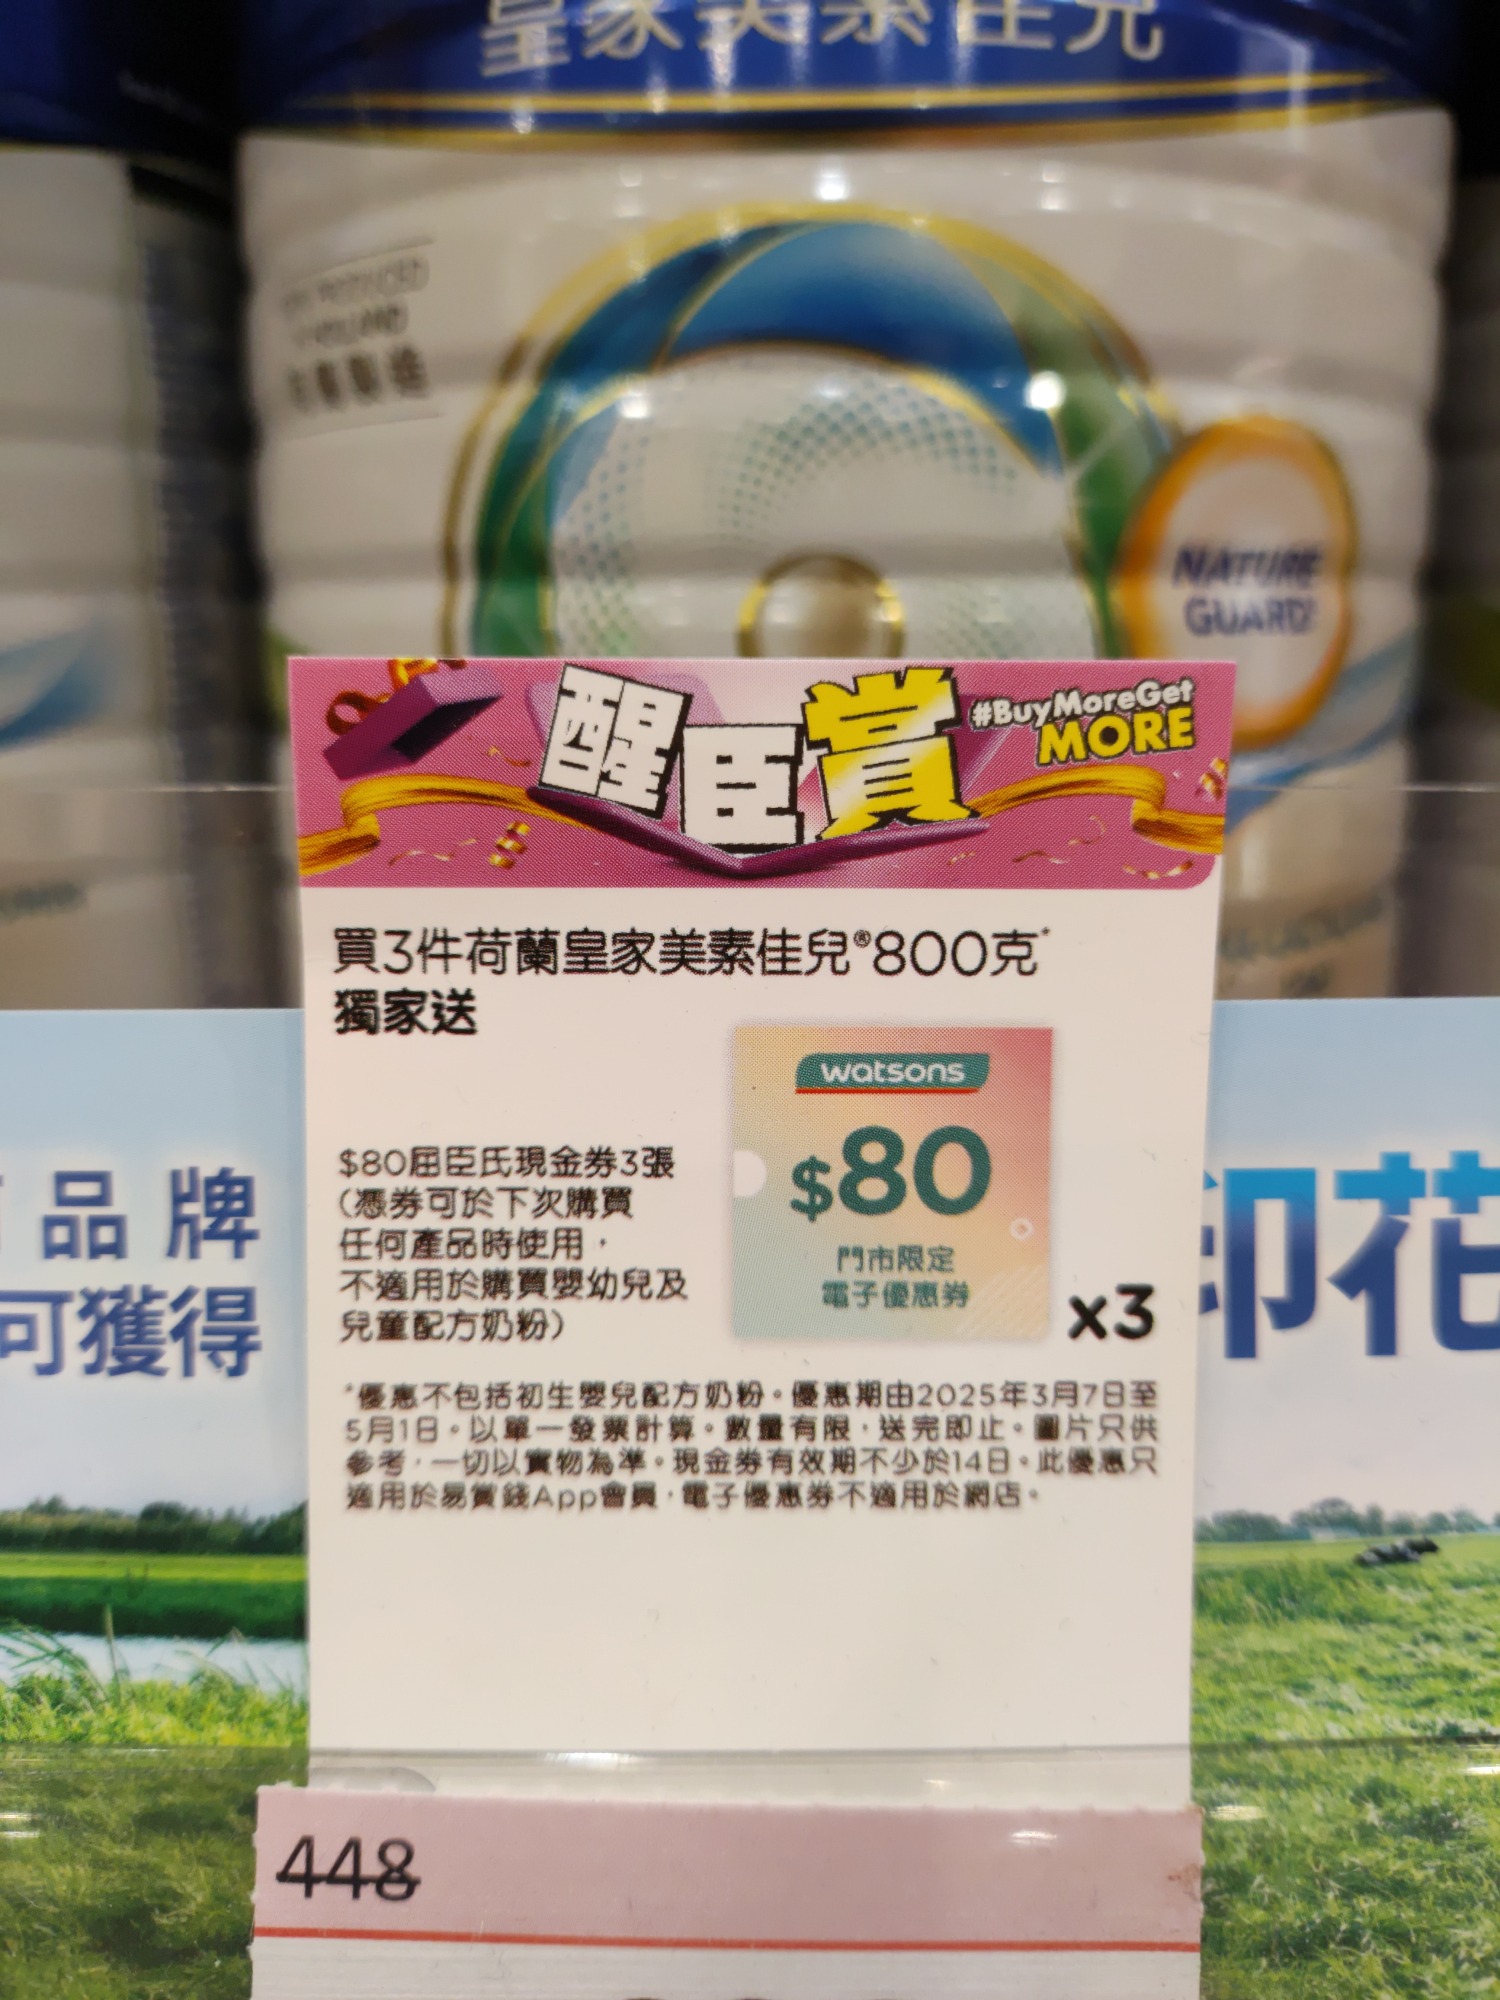 皇家美素佳兒
NATURE
GUARD
醒臣賞
#BuyMoreGet
MORE
買3件荷蘭皇家美素佳兒®800克*
獨家送
$80屈臣氏現金券3張
(憑券可於下次購買
任何產品時使用，
不適用於購買嬰幼兒及
兒童配方奶粉)
watsons
$80
門市限定
電子優惠券
x3
*優惠不包括初生嬰兒配方奶粉。優惠期由2025年3月7日至
5月1日。以單一發票計算。數量有限，送完即止。圖片只供
參考，一切以實物為準。現金券有效期不少於14日。此優惠只
適用於易賞錢App會員，電子優惠券不適用於網店。
品牌
可獲得
印花
448